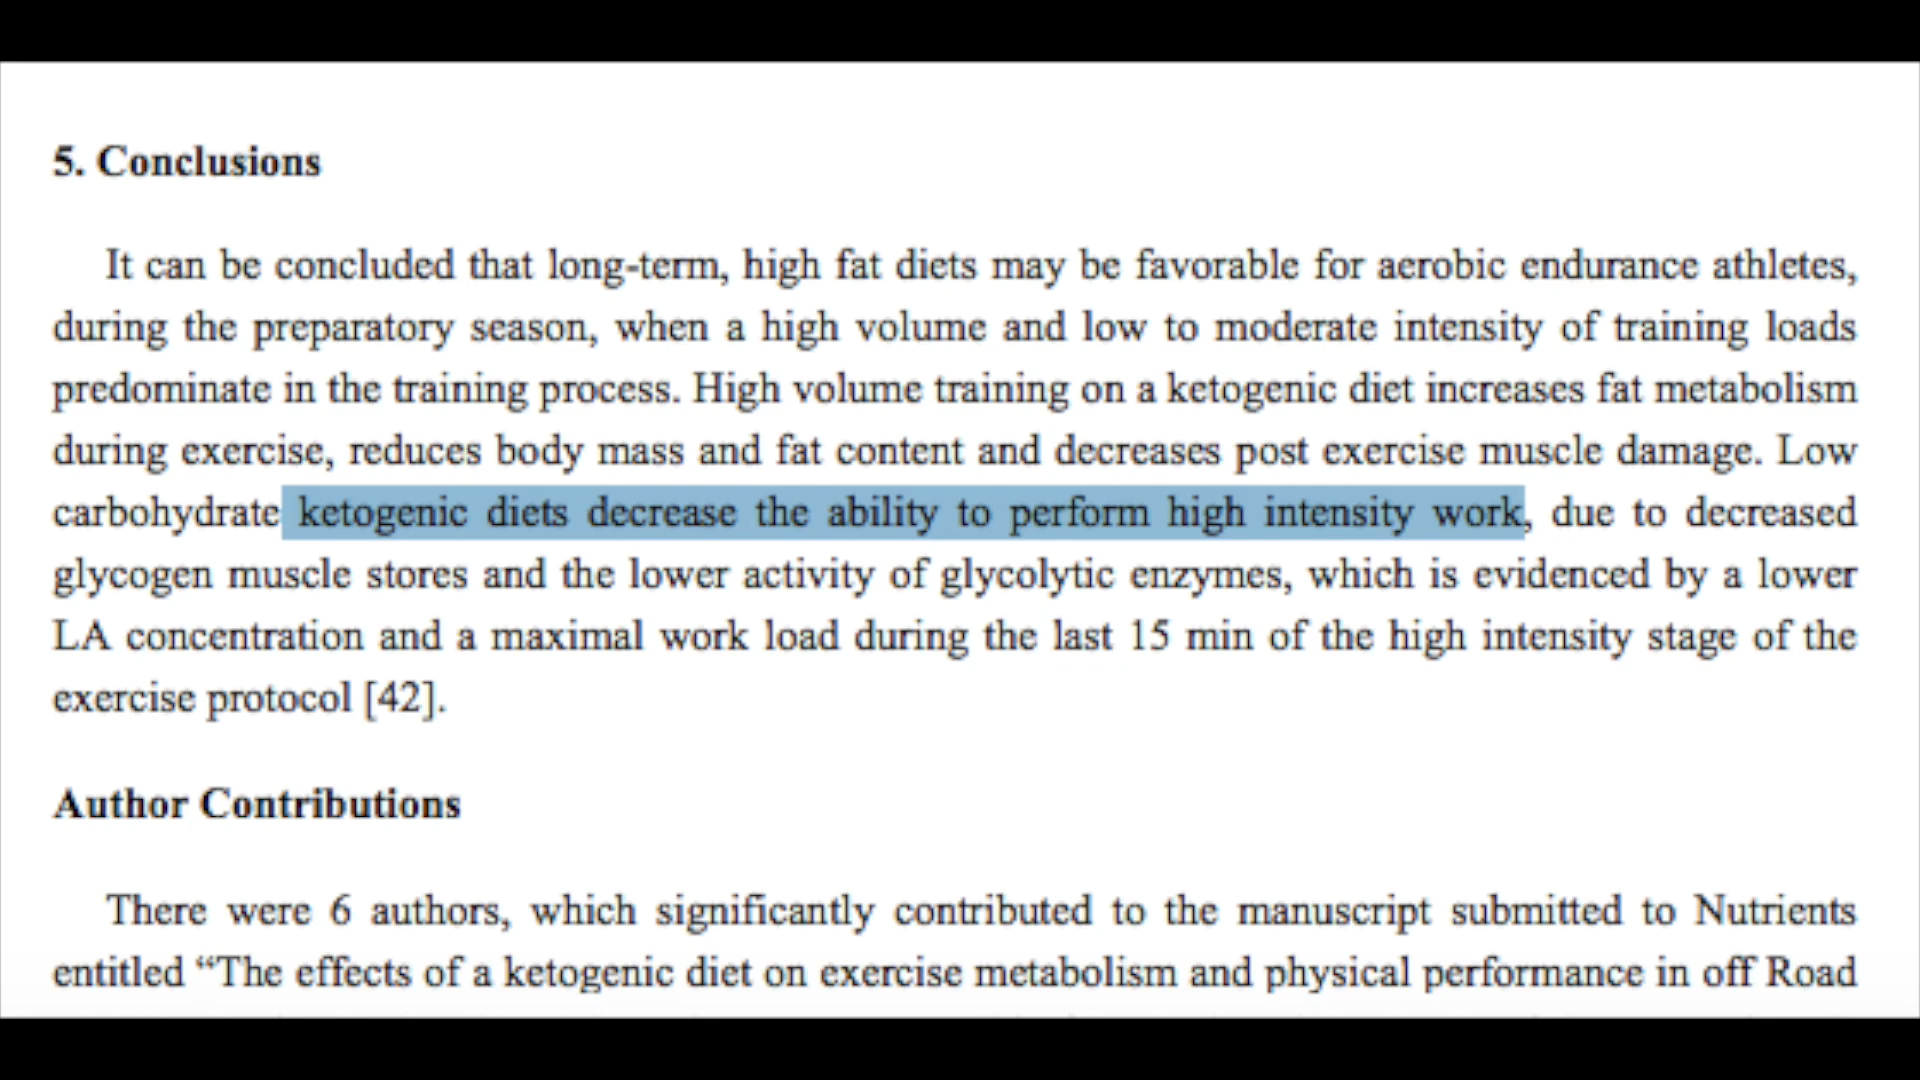 5. Conclusions
It can be concluded that long-term, high fat diets may be favorable for aerobic endurance athletes,
during the preparatory season, when a high volume and low to moderate intensity of training loads
predominate in the training process. High volume training on a ketogenic diet increases fat metabolism
during exercise, reduces body mass and fat content and decreases post exercise muscle damage. Low
carbohydrate ketogenic diets decrease the ability to perform high intensity work, due to decreased
glycogen muscle stores and the lower activity of glycolytic enzymes, which is evidenced by a lower
LA concentration and a maximal work load during the last 15 min of the high intensity stage of the
exercise protocol [42].
Author Contributions
There were 6 authors, which significantly contributed to the manuscript submitted to Nutrients
entitled “The effects of a ketogenic diet on exercise metabolism and physical performance in off Road